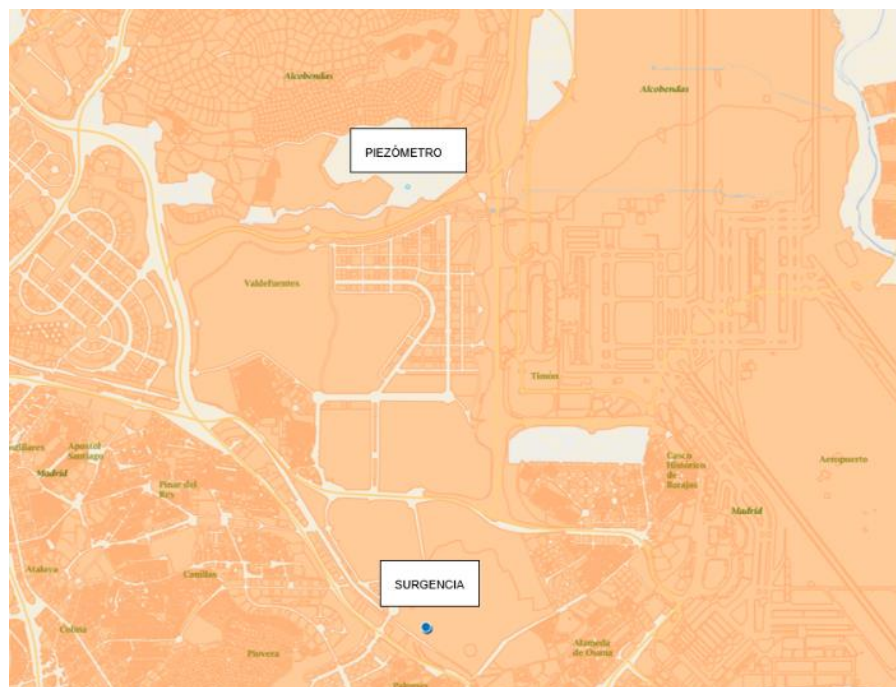 Alcobendas
Alcobendas
PIEZÓMETRO
Valdefuentes
Timón
Apóstol
Santiago
Madrid
Pinar del
Rey
Casco
Histórico
de
Barajas
Aeropuerto
Madrid
Atalaya
Canillas
SURGENCIA
Colina
Piovera
Alameda
de Osuna